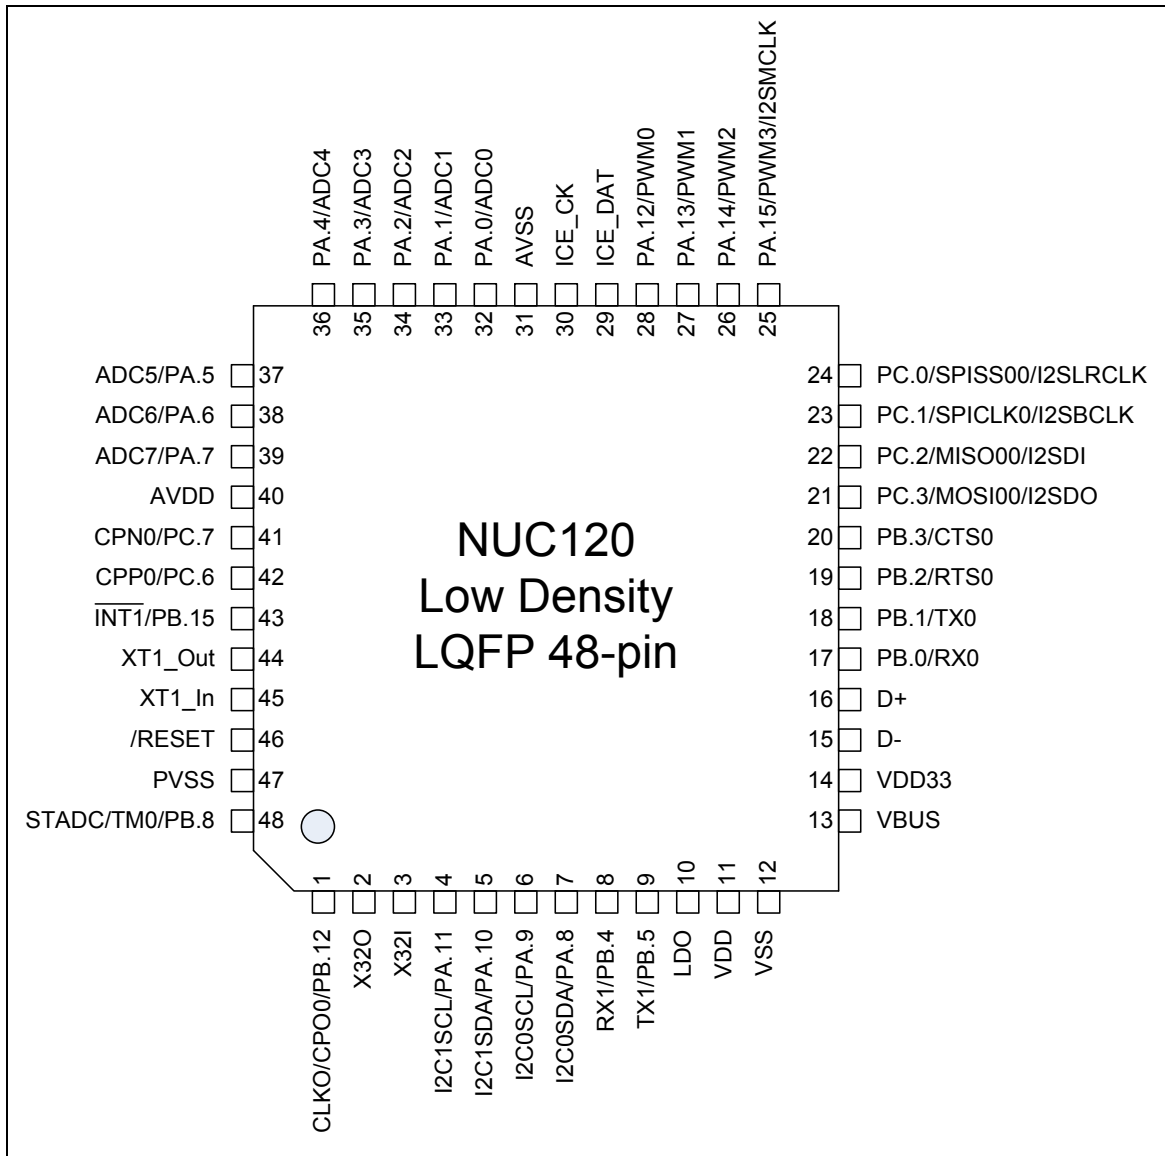 PA.4/ADC4
PA.3/ADC3
PA.2/ADC2
PA.1/ADC1
PA.0/ADC0
AVSS
ICE_CK
ICE_DAT
PA.12/PWM0
PA.13/PWM1
PA.14/PWM2
PA.15/PWM3/I2SMCLK
36
35
34
33
32
31
30
29
28
27
26
25
ADC5/PA.5 37
ADC6/PA.6 38
ADC7/PA.7 39
AVDD 40
CPN0/PC.7 41
CPP0/PC.6 42
INT1/PB.15 43
XT1_Out 44
XT1_In 45
/RESET 46
PVSS 47
STADC/TM0/PB.8 48
NUC120
Low Density
LQFP 48-pin
24 PC.0/SPISS00/I2SLRCLK
23 PC.1/SPICLK0/I2SBCLK
22 PC.2/MISO00/I2SDI
21 PC.3/MOSI00/I2SDO
20 PB.3/CTS0
19 PB.2/RTS0
18 PB.1/TX0
17 PB.0/RX0
16 D+
15 D-
14 VDD33
13 VBUS
1
2
3
4
5
6
7
8
9
10
11
12
CLKO/CPO0/PB.12
X32O
X32I
I2C1SCL/PA.11
I2C1SDA/PA.10
I2C0SCL/PA.9
I2C0SDA/PA.8
RX1/PB.4
TX1/PB.5
LDO
VDD
VSS